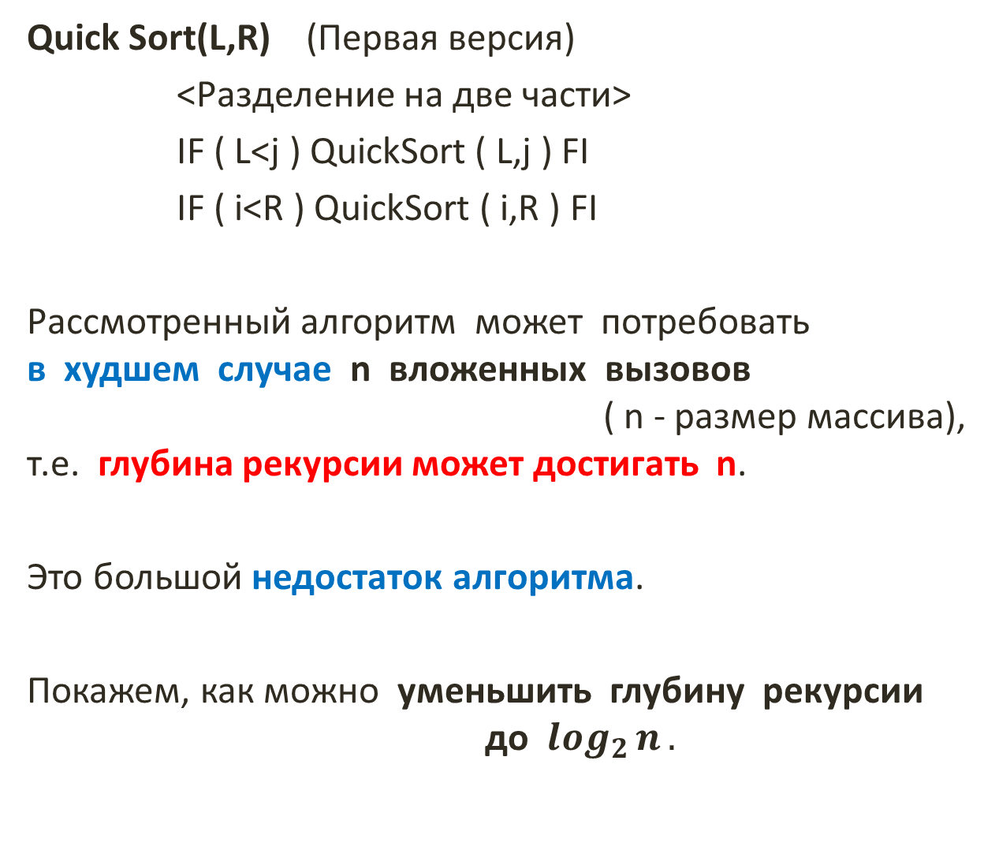 Quick Sort(L,R) (Первая версия)
<Разделение на две части>
IF ( L<j ) QuickSort ( L,j ) FI
IF ( i<R ) QuickSort ( i,R ) FI
Рассмотренный алгоритм может потребовать
в худшем случае n вложенных вызовов
( n - размер массива),
т.е. глубина рекурсии может достигать n.
Это большой недостаток алгоритма.
Покажем, как можно уменьшить глубину рекурсии
до log₂ n .